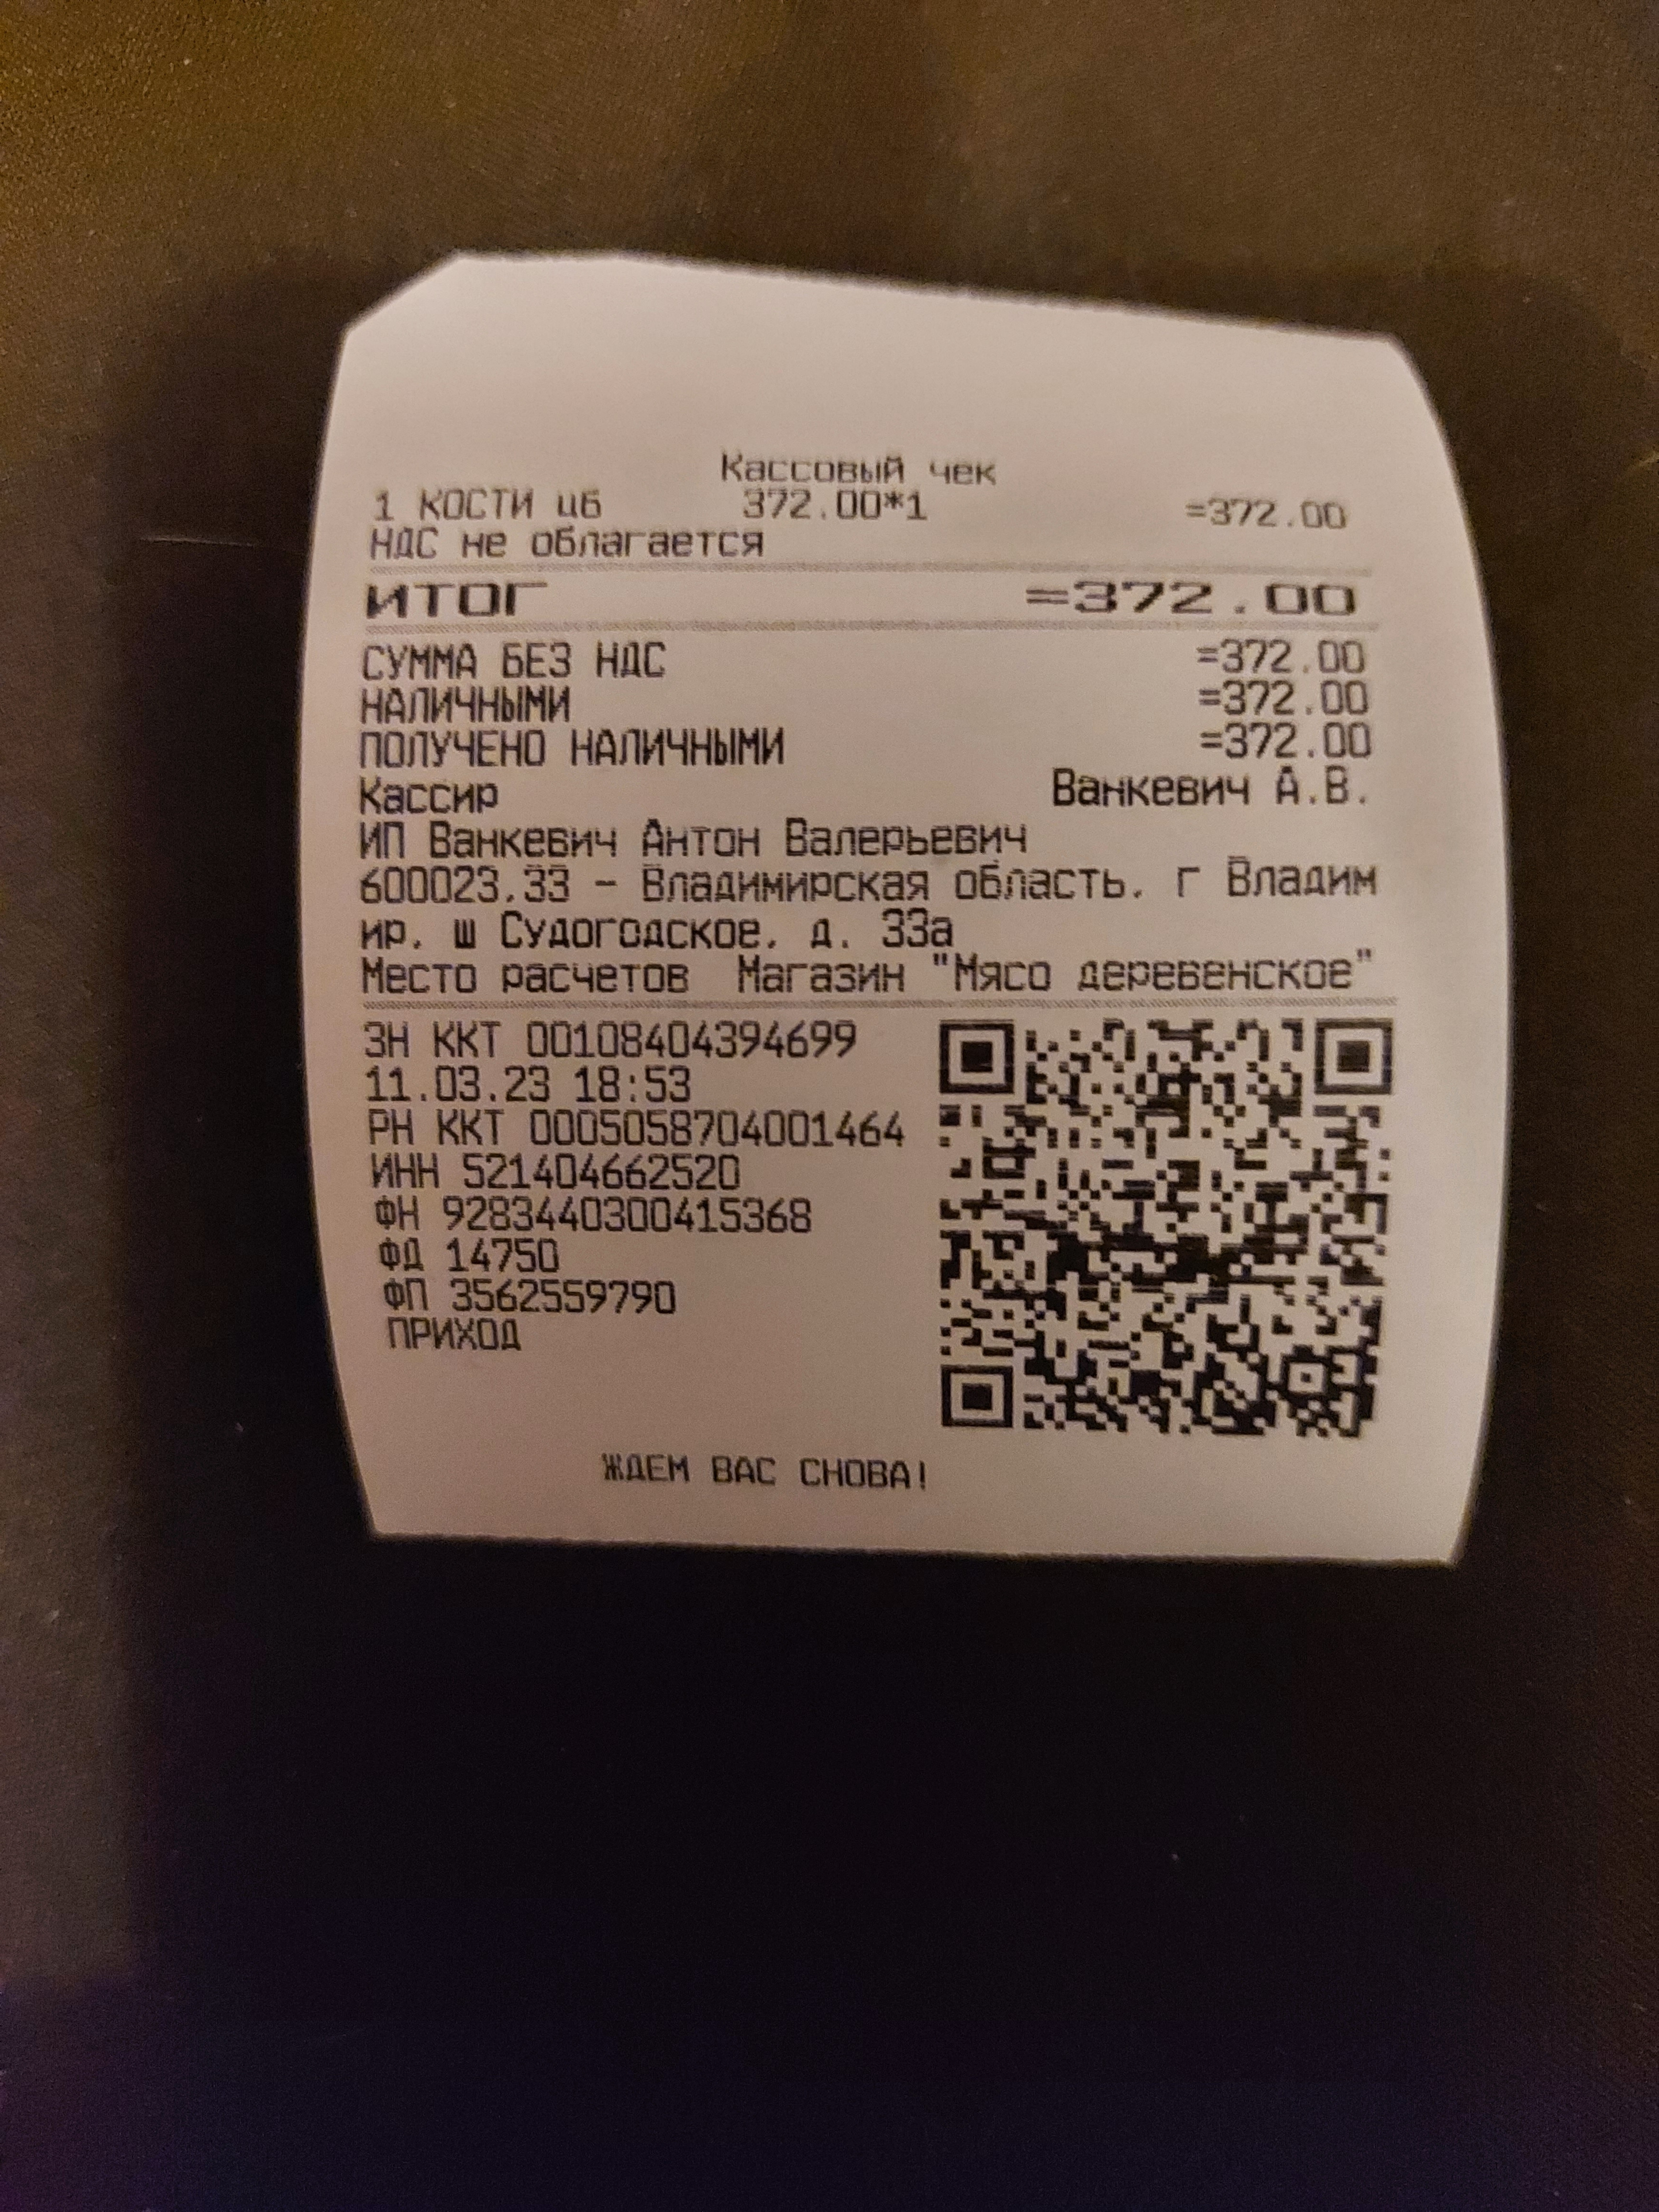 Кассовый чек
1 КОСТИ цб 372.00*1 =372.00
НДС не облагается
ИТОГ =372.00
СУММА БЕЗ НДС =372.00
НАЛИЧНЫМИ =372.00
ПОЛУЧЕНО НАЛИЧНЫМИ =372.00
Кассир Ванкевич А.В.
ИП Ванкевич Антон Валерьевич
600023,33 - Владимирская область, г Владим
ир, ш Судогодское, д. 33а
Место расчетов Магазин "Мясо деревенское"
ЗН ККТ 00108404394699
11.03.23 18:53
РН ККТ 0005058704001464
ИНН 521404662520
ФН 9283440300415368
ФД 14750
ФП 3562559790
ПРИХОД
ЖДЕМ ВАС СНОВА!